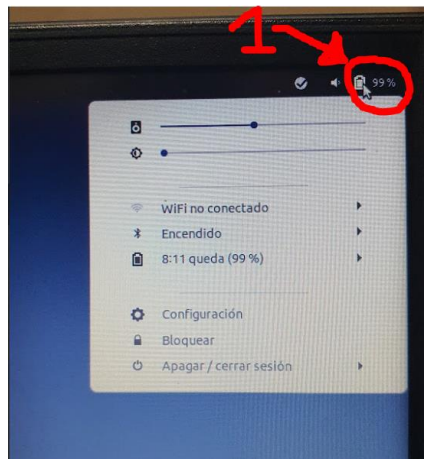 1
99 %
WiFi no conectado
Encendido
8:11 queda (99 %)
Configuración
Bloquear
Apagar / cerrar sesión